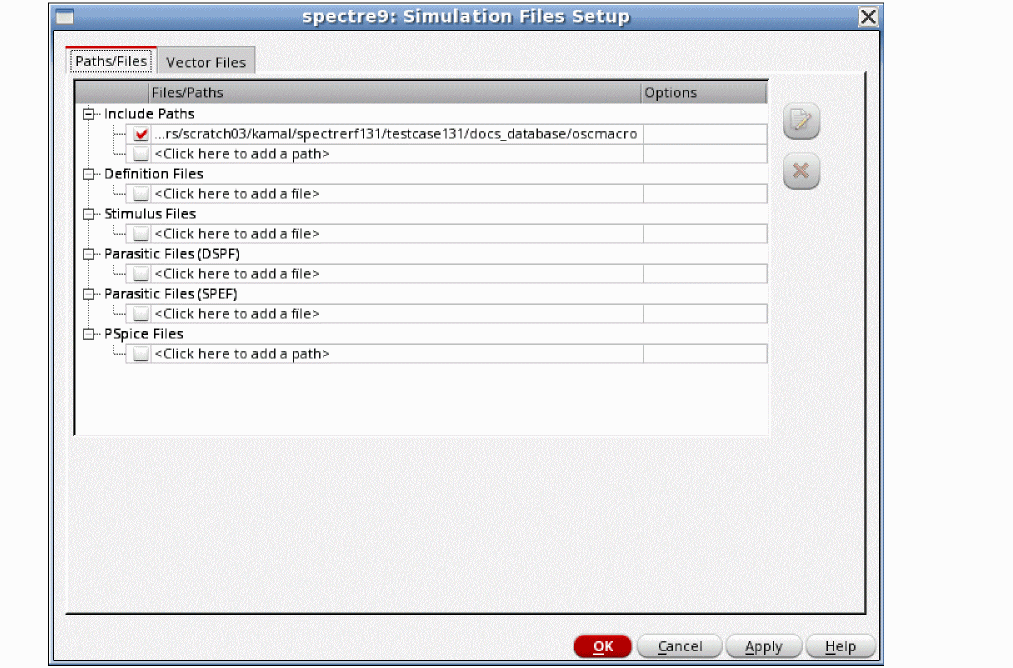 spectre9: Simulation Files Setup
Paths/Files Vector Files
Files/Paths Options
Include Paths
...rs/scratch03/kamal/spectrerf131/testcase131/docs_database/oscmacro
<Click here to add a path>
Definition Files
<Click here to add a file>
Stimulus Files
<Click here to add a file>
Parasitic Files (DSPF)
<Click here to add a file>
Parasitic Files (SPEF)
<Click here to add a file>
PSpice Files
<Click here to add a path>
OK Cancel Apply Help